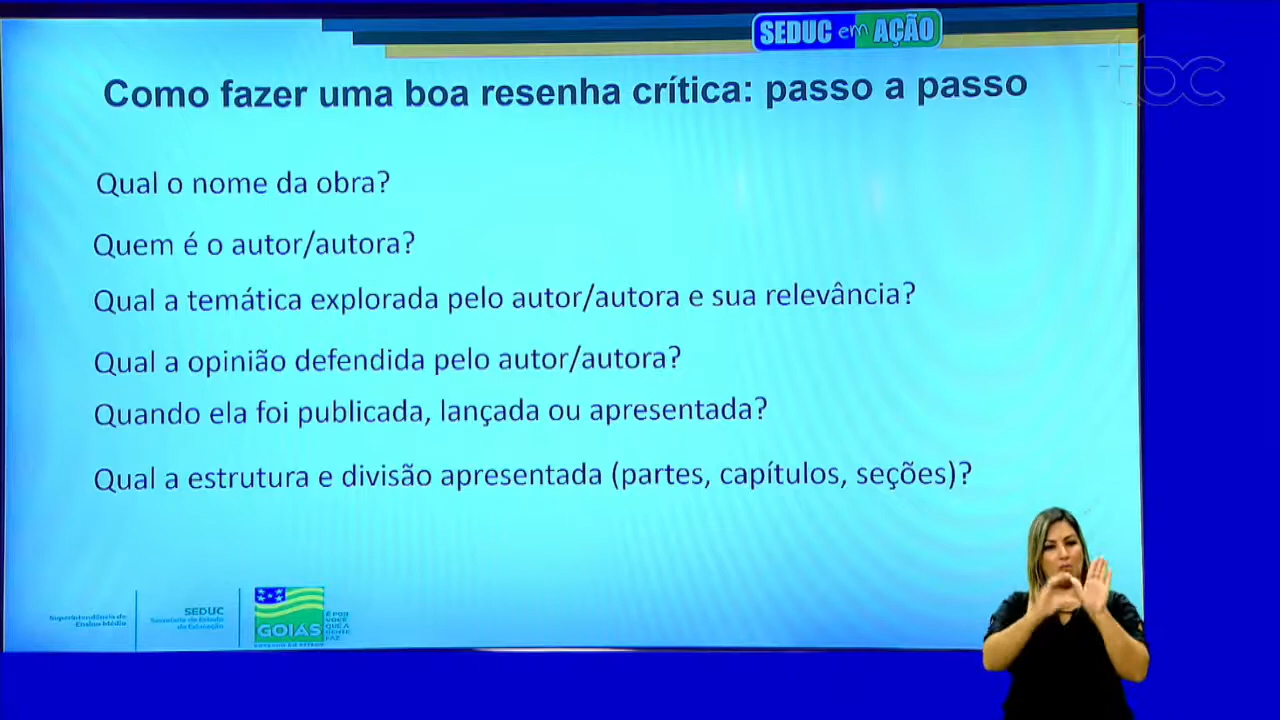 SEDUC em AÇÃO
tbc
Como fazer uma boa resenha crítica: passo a passo
Qual o nome da obra?
Quem é o autor/autora?
Qual a temática explorada pelo autor/autora e sua relevância?
Qual a opinião defendida pelo autor/autora?
Quando ela foi publicada, lançada ou apresentada?
Qual a estrutura e divisão apresentada (partes, capítulos, seções)?
Superintendência de
Ensino Médio
SEDUC
Secretaria de Estado
da Educação
GOIÁS
GOVERNO DO ESTADO
É POR
VOCÊ
QUE A
GENTE
FAZ